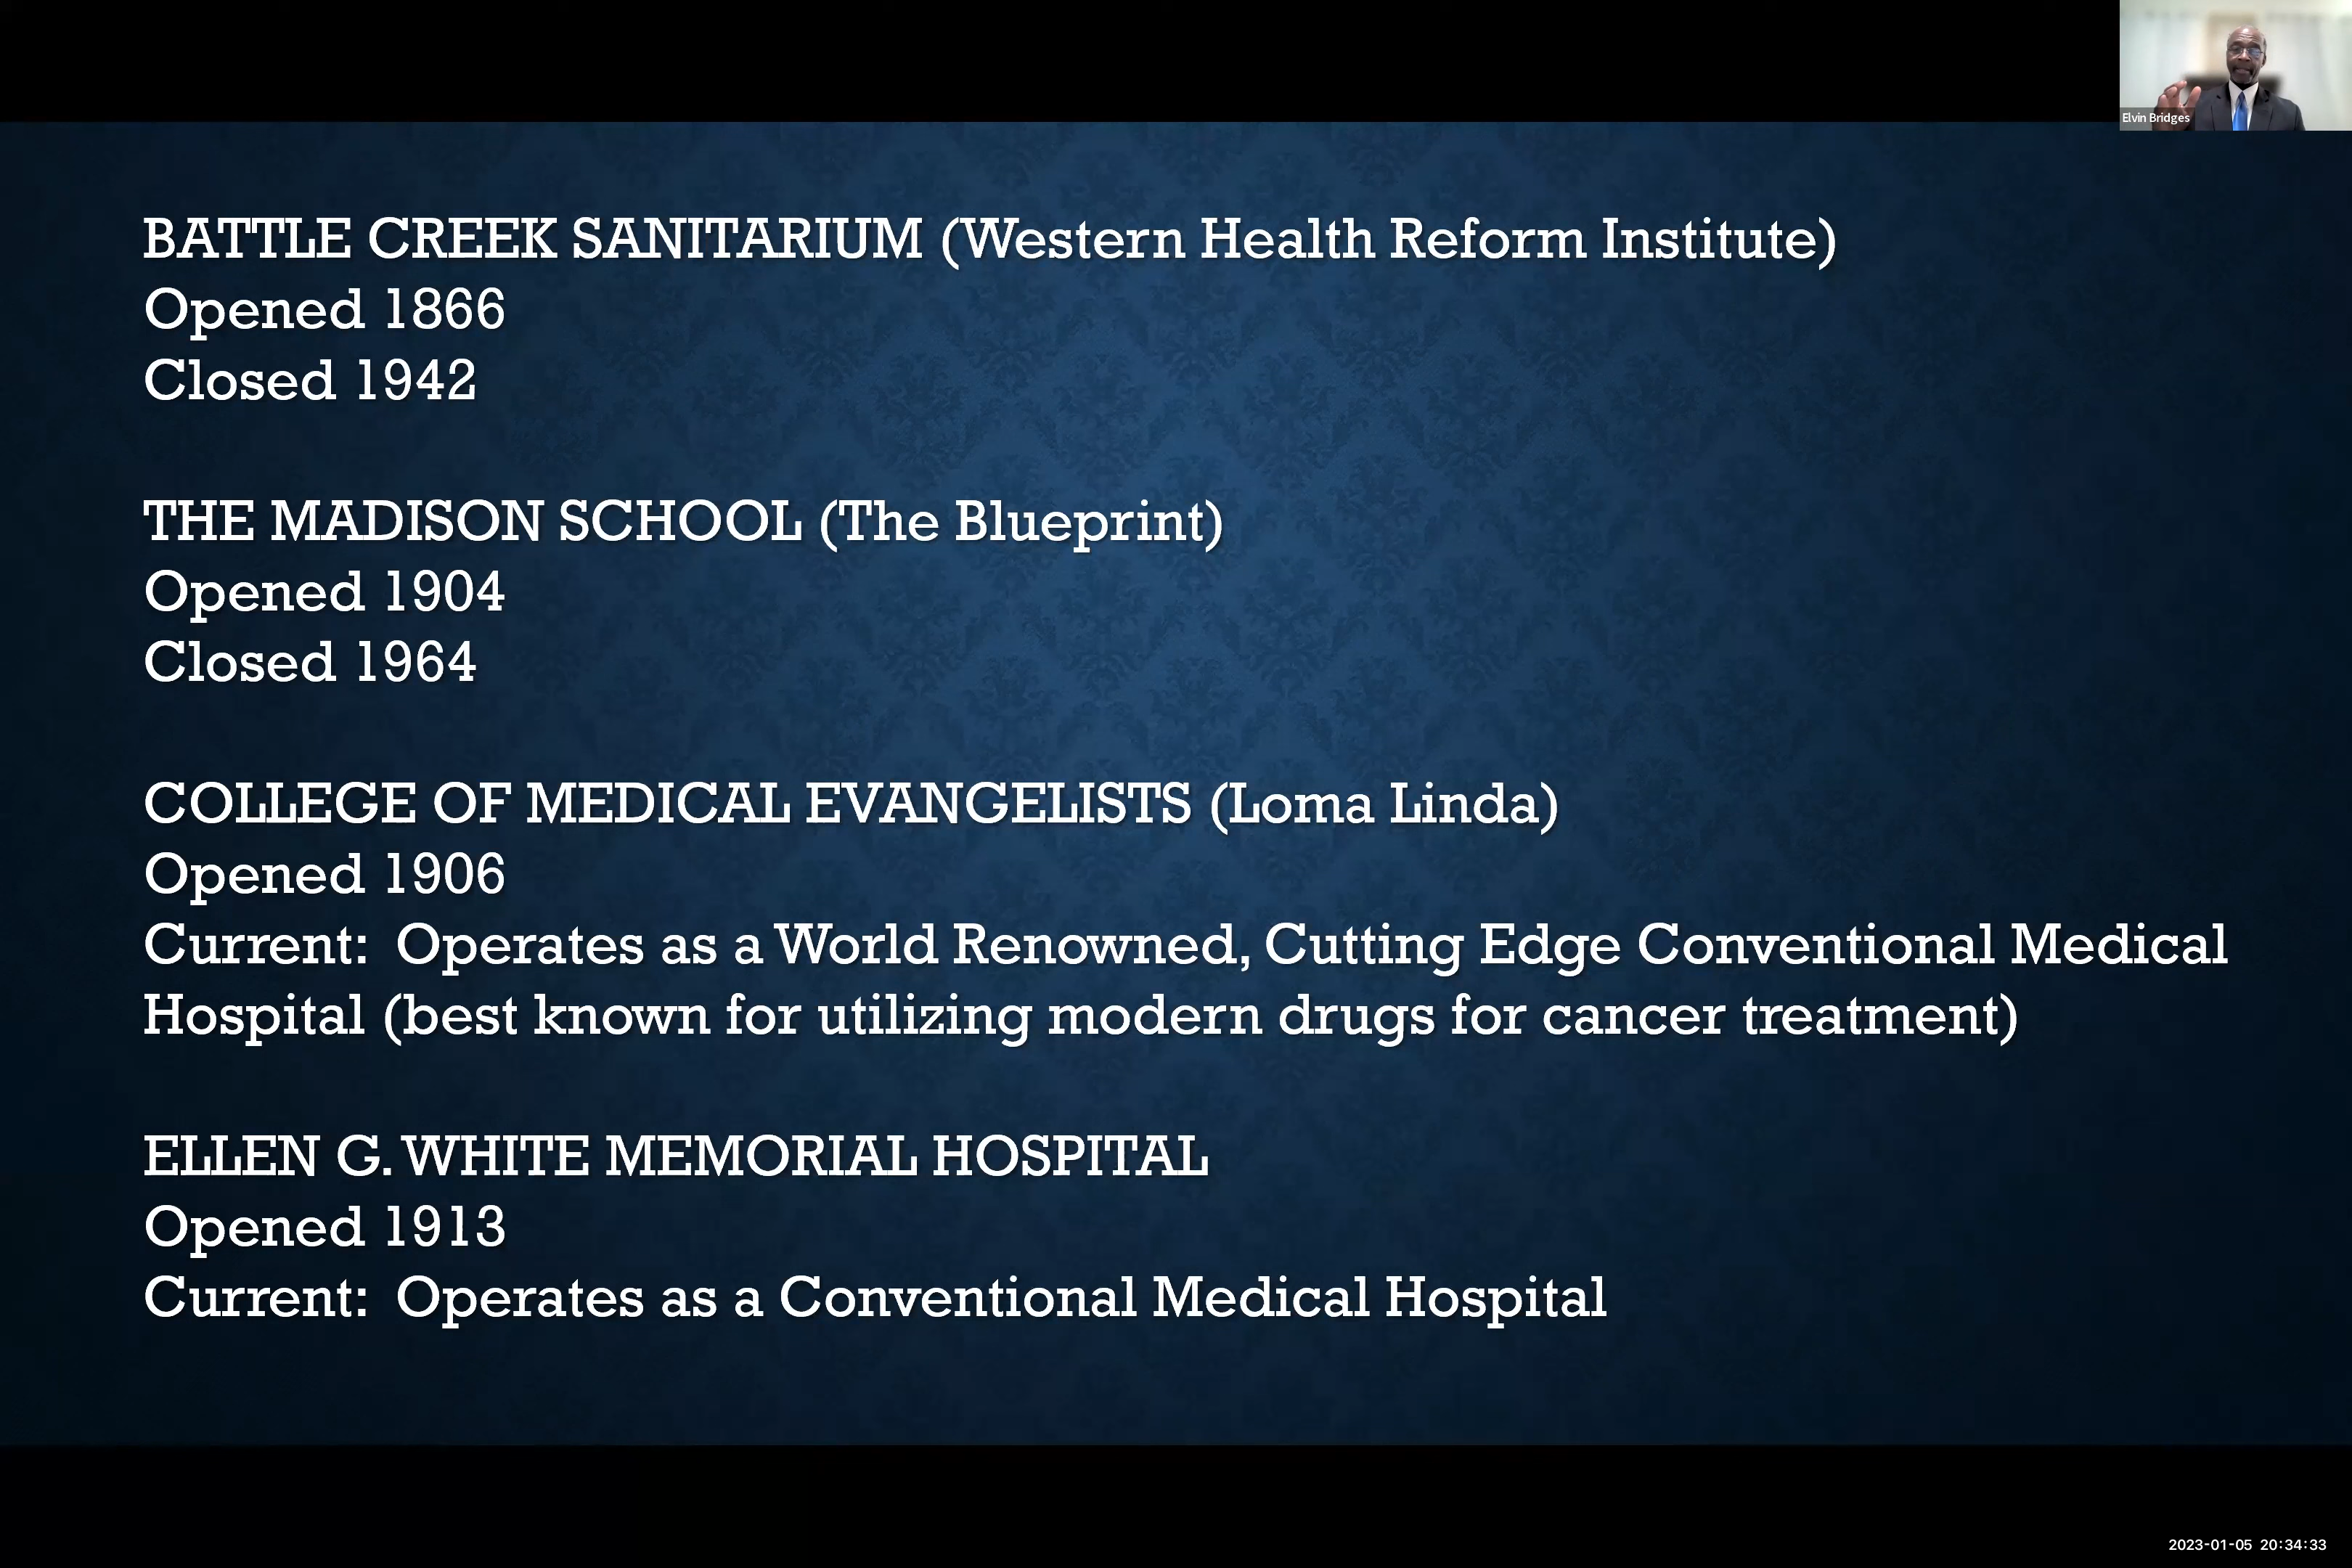 Elvin Bridges
BATTLE CREEK SANITARIUM (Western Health Reform Institute)
Opened 1866
Closed 1942
THE MADISON SCHOOL (The Blueprint)
Opened 1904
Closed 1964
COLLEGE OF MEDICAL EVANGELISTS (Loma Linda)
Opened 1906
Current:  Operates as a World Renowned, Cutting Edge Conventional Medical
Hospital (best known for utilizing modern drugs for cancer treatment)
ELLEN G. WHITE MEMORIAL HOSPITAL
Opened 1913
Current:  Operates as a Conventional Medical Hospital
2023-01-05 20:34:33